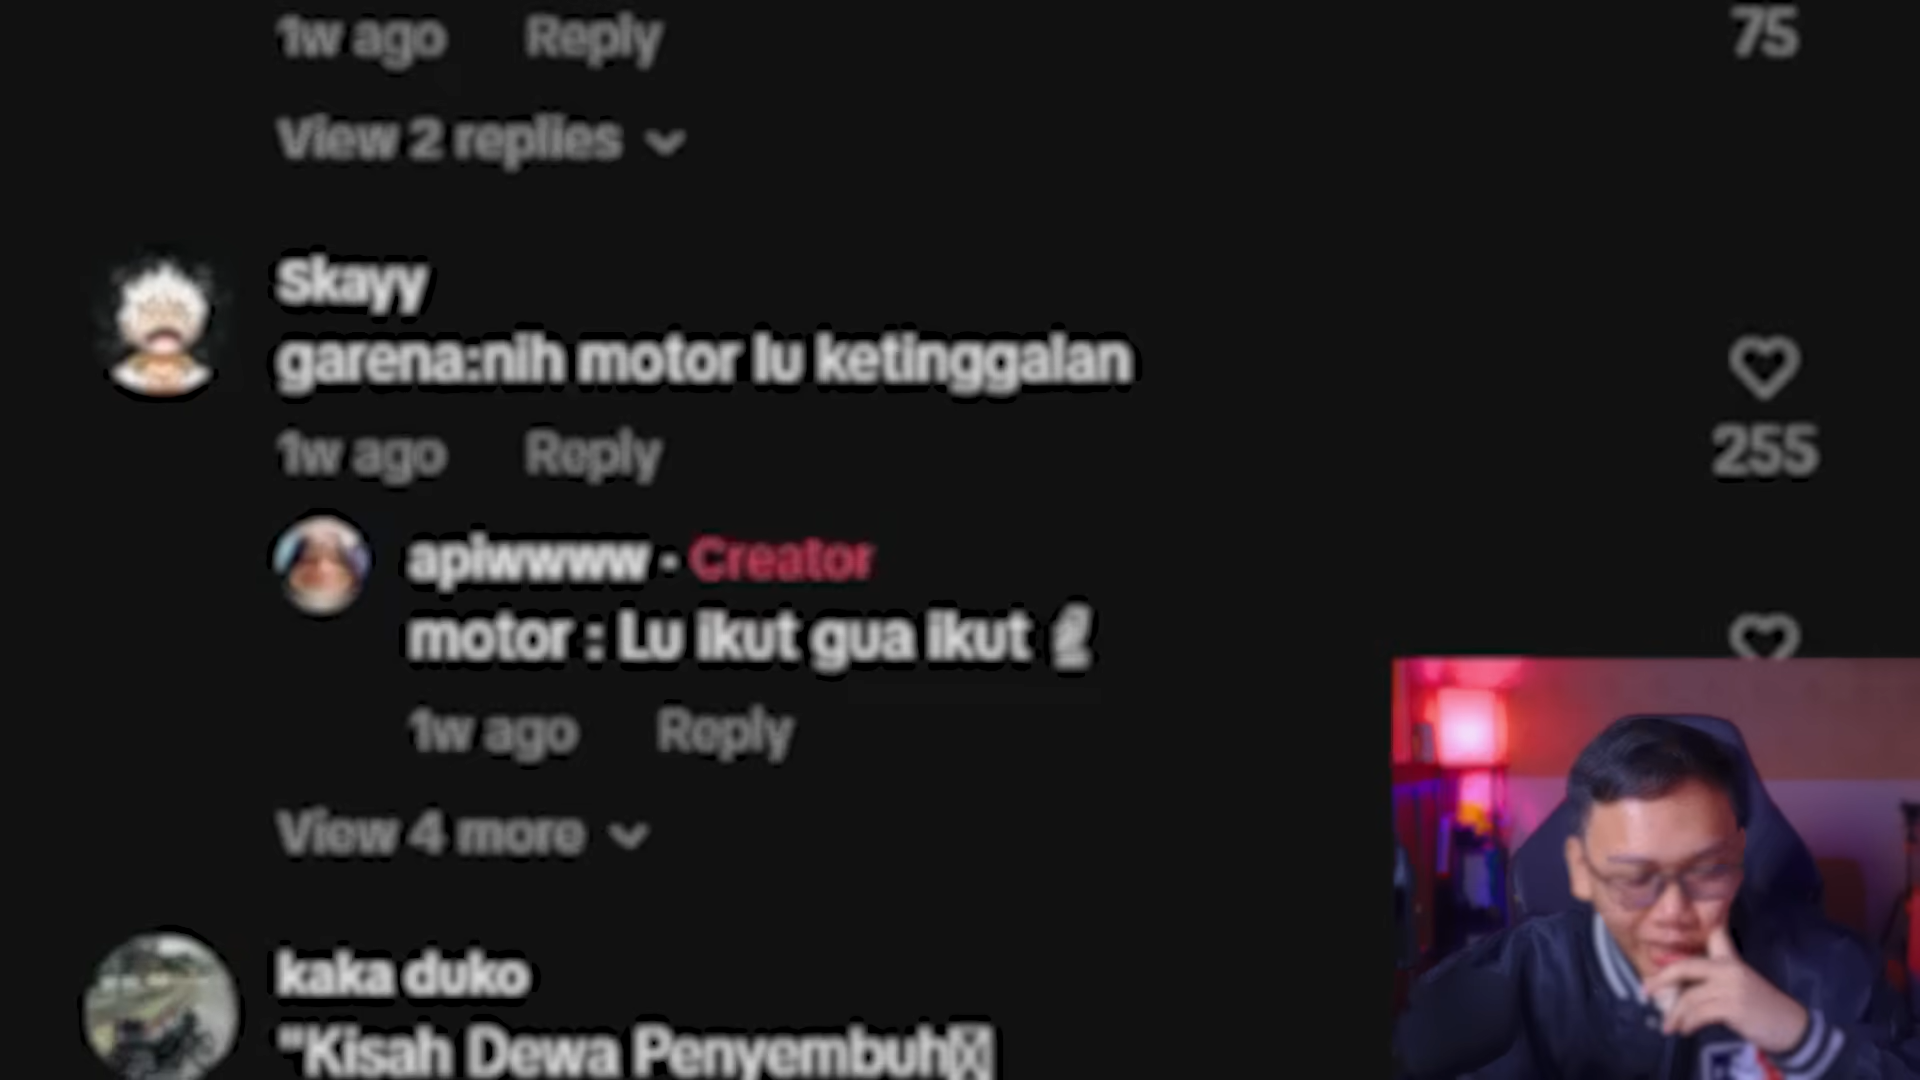 1w ago Reply 75
View 2 replies
Skayy
garena:nih motor lu ketinggalan
1w ago Reply 255
apiwwww · Creator
motor : Lu ikut gua ikut ✌
1w ago Reply
View 4 more
kaka duko
"Kisah Dewa Penyembuh